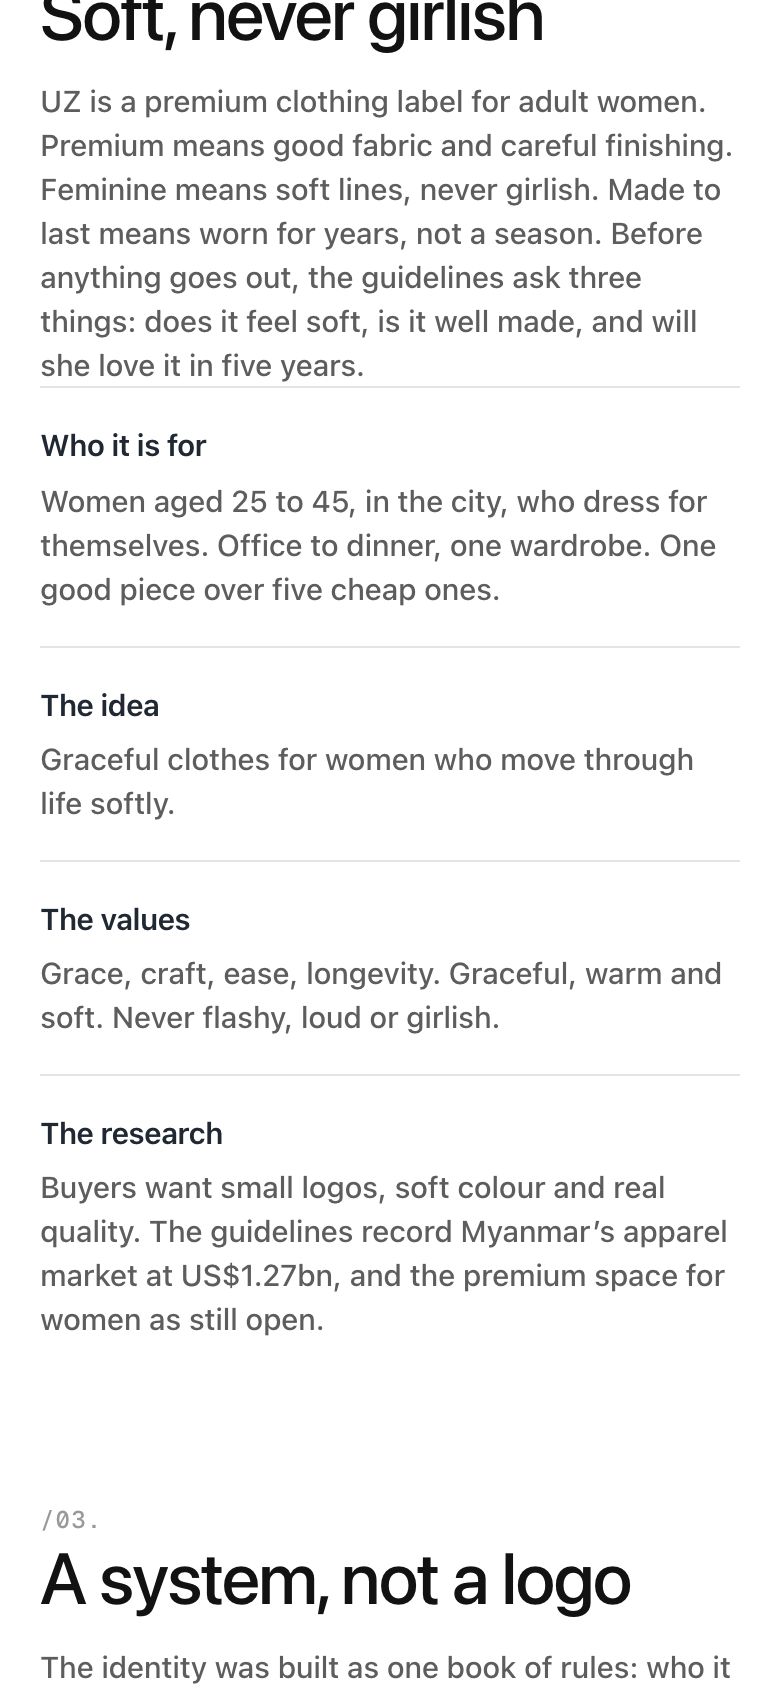 Soft, never girlish
UZ is a premium clothing label for adult women.
Premium means good fabric and careful finishing.
Feminine means soft lines, never girlish. Made to
last means worn for years, not a season. Before
anything goes out, the guidelines ask three
things: does it feel soft, is it well made, and will
she love it in five years.
Who it is for
Women aged 25 to 45, in the city, who dress for
themselves. Office to dinner, one wardrobe. One
good piece over five cheap ones.
The idea
Graceful clothes for women who move through
life softly.
The values
Grace, craft, ease, longevity. Graceful, warm and
soft. Never flashy, loud or girlish.
The research
Buyers want small logos, soft colour and real
quality. The guidelines record Myanmar’s apparel
market at US$1.27bn, and the premium space for
women as still open.
/03.
A system, not a logo
The identity was built as one book of rules: who it